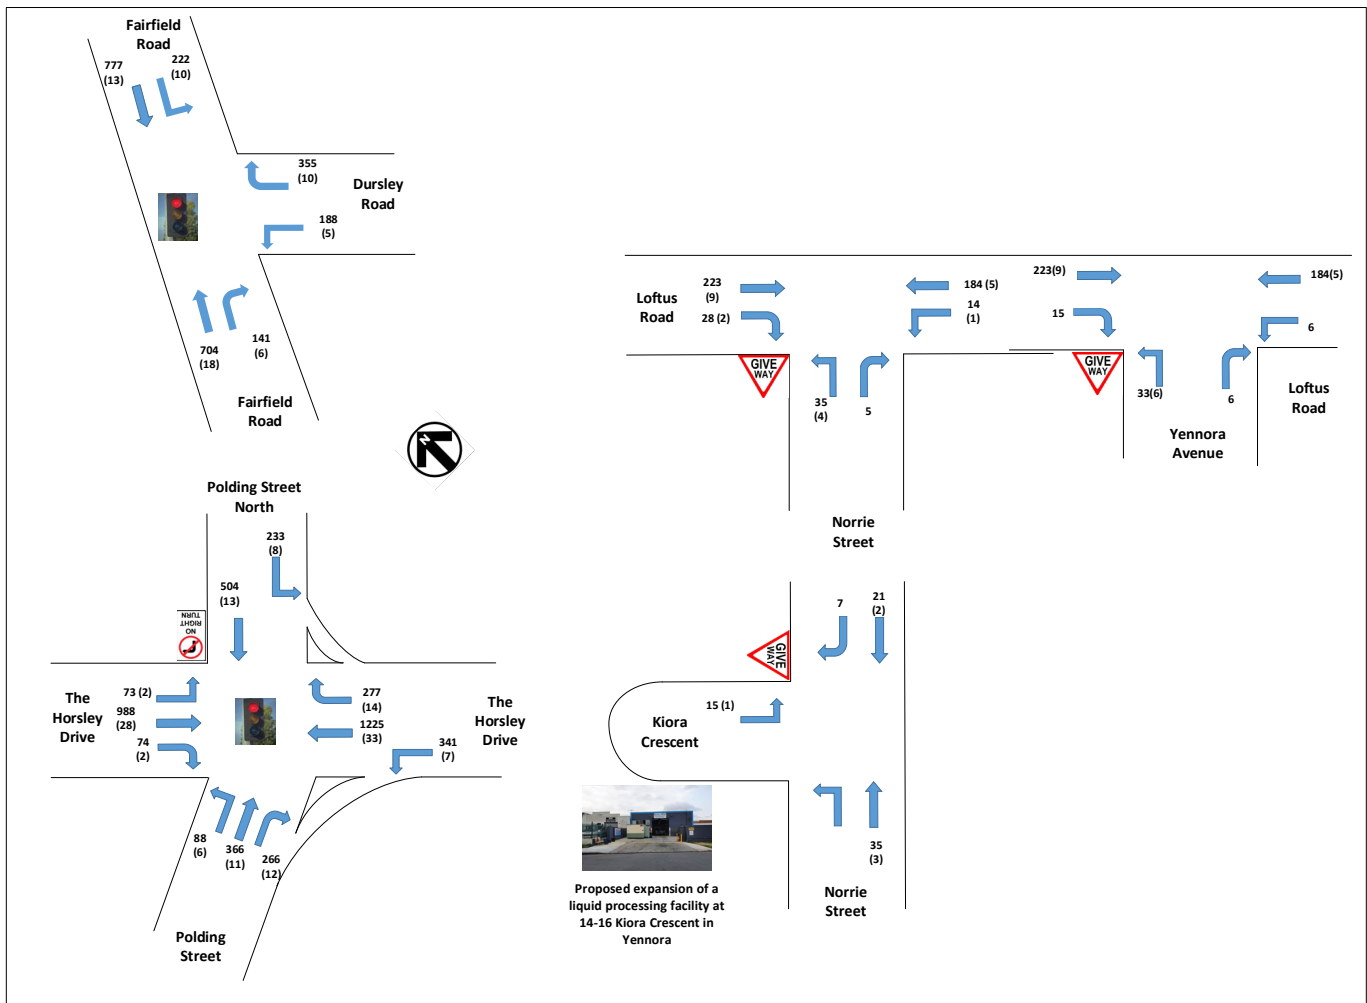 Fairfield
Road
777
(13)
222
(10)
355
(10)
Dursley
Road
188
(5)
704
(18)
141
(6)
Fairfield
Road
N
Loftus
Road
223
(9)
28 (2)
184 (5)
14
(1)
223(9)
15
184(5)
6
GIVE
WAY
GIVE
WAY
35
(4)
5
33(6)
6
Loftus
Road
Yennora
Avenue
Norrie
Street
Polding Street
North
233
(8)
504
(13)
NO
RIGHT
TURN
The
Horsley
Drive
73 (2)
988
(28)
74
(2)
277
(14)
1225
(33)
341
(7)
The
Horsley
Drive
88
(6)
366
(11)
266
(12)
Polding
Street
7
21
(2)
GIVE
WAY
15 (1)
Kiora
Crescent
35
(3)
Norrie
Street
Proposed expansion of a
liquid processing facility at
14-16 Kiora Crescent in
Yennora